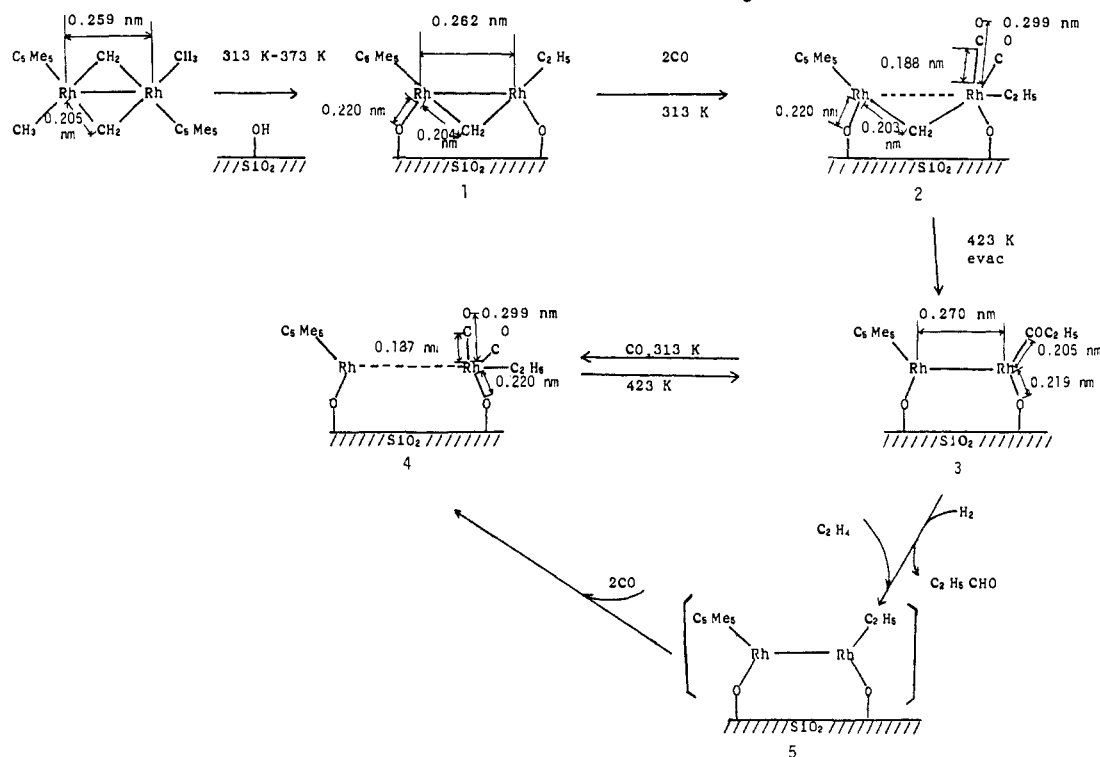 0.259 nm
C₅Me₅
CH₂
CH₃
Rh
Rh
0.205 nm
CH₃
CH₂
C₅Me₅
313 K-373 K
OH
SiO₂
0.262 nm
C₅Me₅
C₂H₅
Rh
Rh
0.220 nm
0.204 nm
CH₂
O
O
SiO₂
1
2CO
313 K
O 0.299 nm
C O
C
0.188 nm
C₅Me₅
Rh
Rh
C₂H₅
0.220 nm
0.203 nm
CH₂
O
O
SiO₂
2
423 K
evac
0.270 nm
C₅Me₅
COC₂H₅
0.205 nm
Rh
Rh
0.219 nm
O
O
SiO₂
3
CO,313 K
423 K
O 0.299 nm
C O
C
C₅Me₅
0.187 nm
Rh
Rh
C₂H₅
0.220 nm
O
O
SiO₂
4
H₂
C₂H₄
C₂H₅CHO
2CO
C₅Me₅
C₂H₅
Rh
Rh
O
O
SiO₂
5